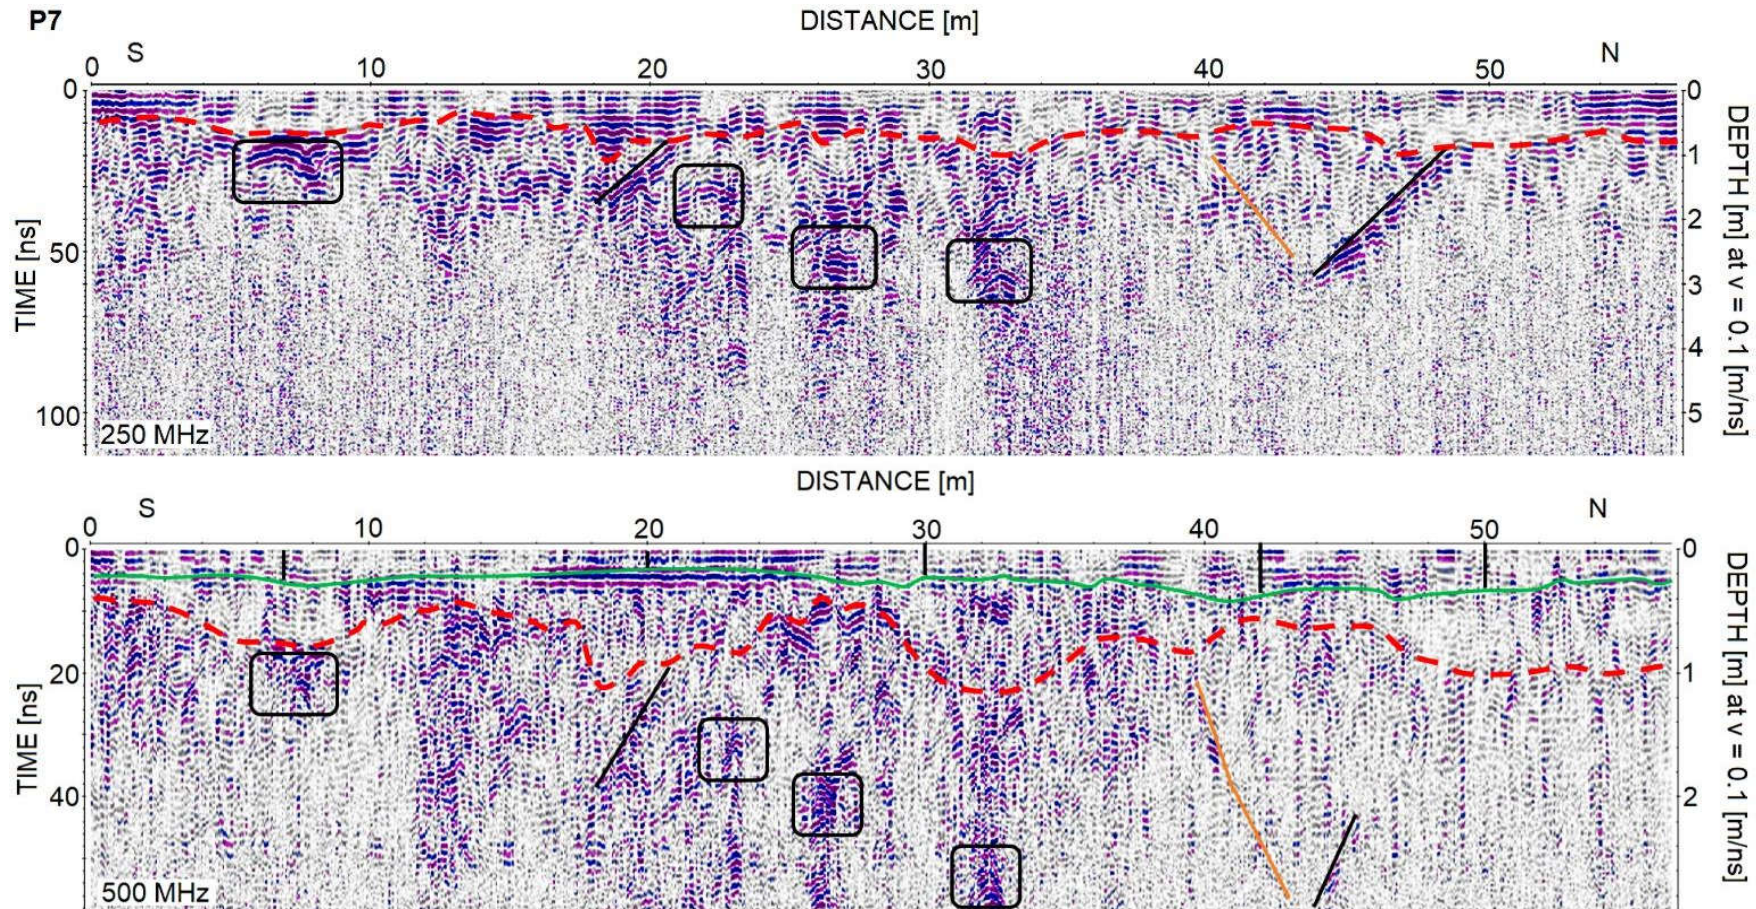 P7
DISTANCE [m]
S N
0 10 20 30 40 50
0
50
100
TIME [ns]
0
1
2
3
4
5
DEPTH [m] at v = 0.1 [m/ns]
250 MHz
DISTANCE [m]
S N
0 10 20 30 40 50
0
20
40
TIME [ns]
0
1
2
DEPTH [m] at v = 0.1 [m/ns]
500 MHz